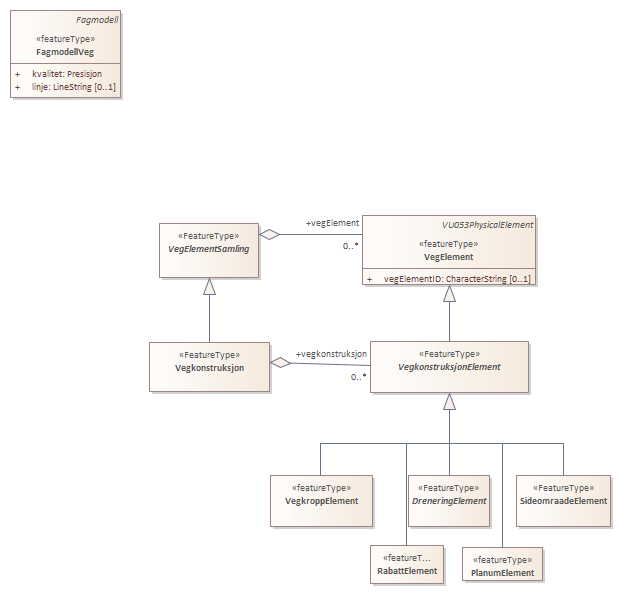 Fagmodell
«featureType»
FagmodellVeg
+ kvalitet: Presisjon
+ linje: LineString [0..1]
«FeatureType»
VegElementSamling
+vegElement
0..*
VU053PhysicalElement
«featureType»
VegElement
+ vegElementID: CharacterString [0..1]
«FeatureType»
Vegkonstruksjon
+vegkonstruksjon
0..*
«FeatureType»
VegkonstruksjonElement
«featureType»
VegkroppElement
«FeatureType»
DreneringElement
«FeatureType»
SideomraadeElement
«featureT...
RabattElement
«featureType»
PlanumElement